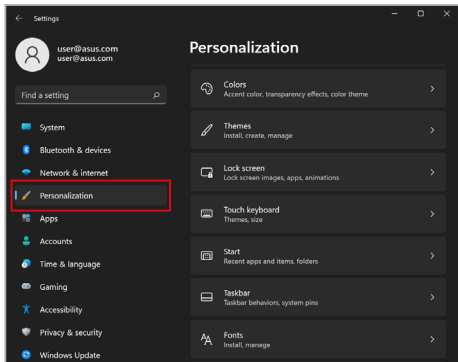 Settings
user@asus.com
user@asus.com
Find a setting
System
Bluetooth & devices
Network & internet
Personalization
Apps
Accounts
Time & language
Gaming
Accessibility
Privacy & security
Windows Update
Personalization
Colors
Accent color, transparency effects, color theme
Themes
Install, create, manage
Lock screen
Lock screen images, apps, animations
Touch keyboard
Themes, size
Start
Recent apps and items, folders
Taskbar
Taskbar behaviors, system pins
Fonts
Install, manage